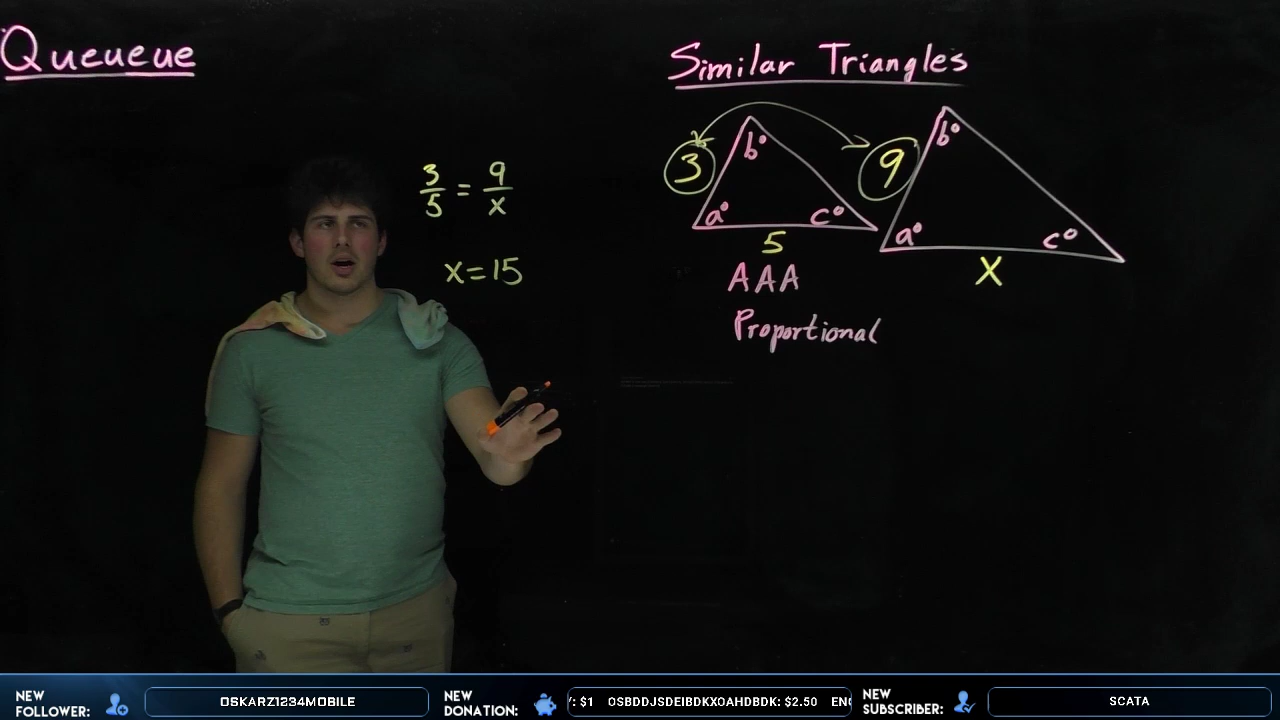 Queueue
Similar Triangles
3/5 = 9/x
x=15
3
b°
a°
c°
5
9
b°
a°
c°
X
AAA
Proportional
NEW FOLLOWER:
OSKARZ1234MOBILE
NEW DONATION:
: $1 OSBDDJSDEIBDKXOAHDBDK: $2.50
NEW SUBSCRIBER:
SCATA